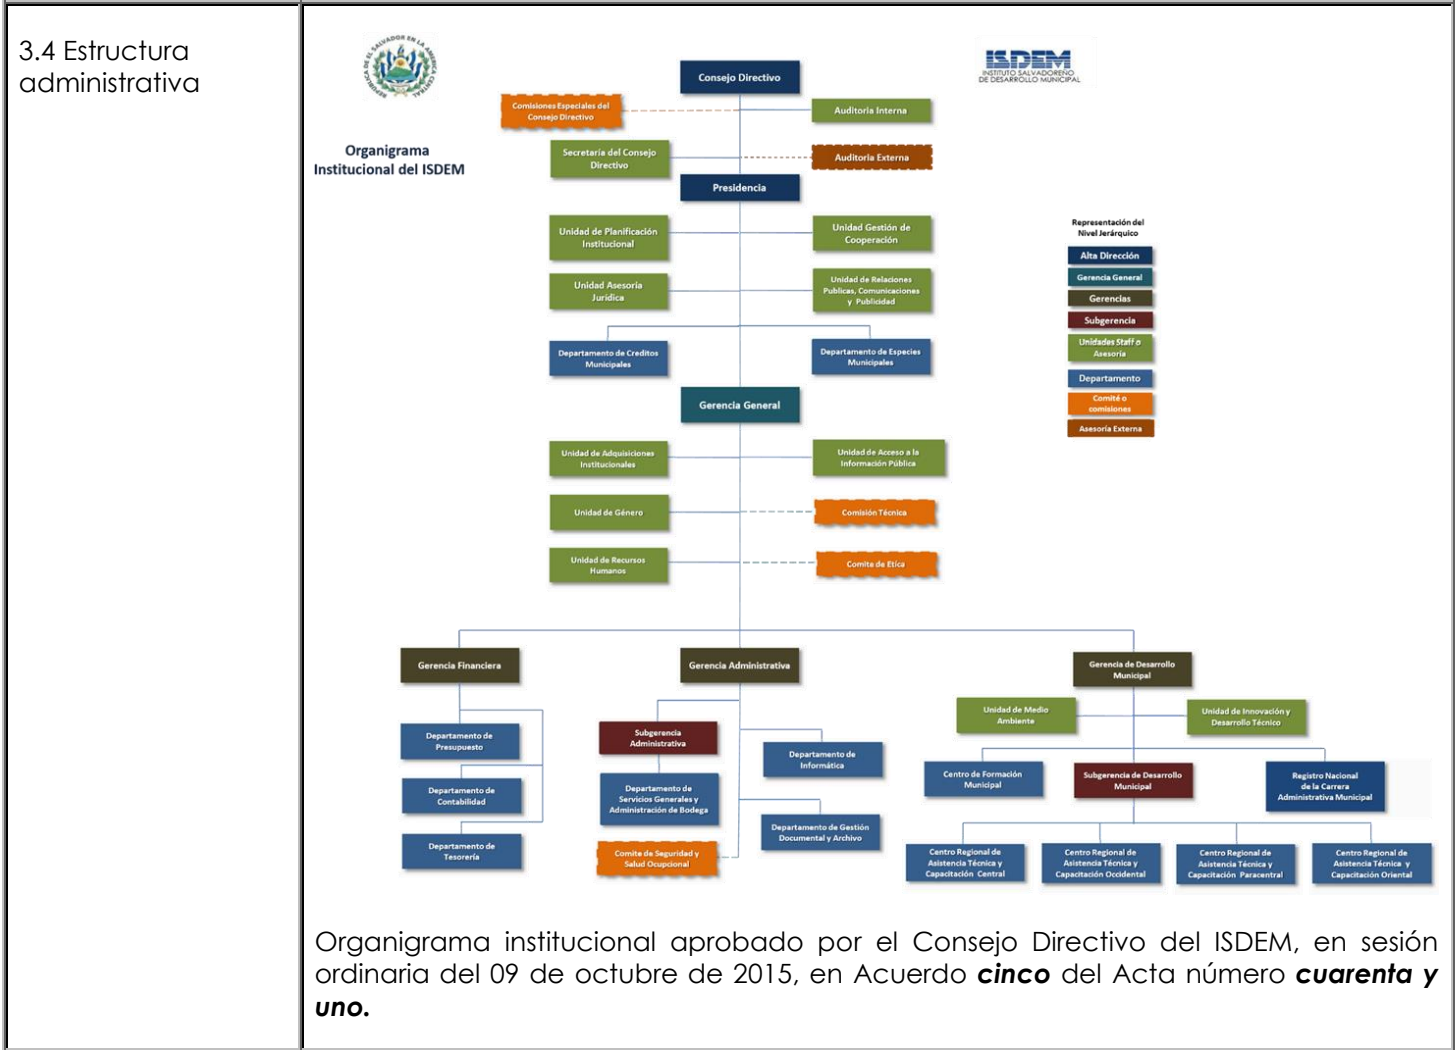 3.4 Estructura
administrativa
REPÚBLICA DE EL SALVADOR EN LA AMÉRICA CENTRAL
ISDEM
INSTITUTO SALVADOREÑO
DE DESARROLLO MUNICIPAL
Organigrama
Institucional del ISDEM
Consejo Directivo
Comisiones Especiales del
Consejo Directivo
Auditoria Interna
Secretaria del Consejo
Directivo
Auditoria Externa
Presidencia
Unidad de Planificación
Institucional
Unidad Gestión de
Cooperación
Unidad Asesoria
Jurídica
Unidad de Relaciones
Publicas, Comunicaciones
y Publicidad
Departamento de Creditos
Municipales
Departamento de Especies
Municipales
Gerencia General
Unidad de Adquisiciones
Institucionales
Unidad de Acceso a la
Información Pública
Unidad de Género
Comisión Técnica
Unidad de Recursos
Humanos
Comite de Etica
Representación del
Nivel Jerárquico
Alta Dirección
Gerencia General
Gerencias
Subgerencia
Unidades Staff o
Asesoría
Departamento
Comité o
comisiones
Asesoría Externa
Gerencia Financiera
Gerencia Administrativa
Gerencia de Desarrollo
Municipal
Departamento de
Presupuesto
Departamento de
Contabilidad
Departamento de
Tesorería
Subgerencia
Administrativa
Departamento de
Informática
Departamento de
Servicios Generales y
Administración de Bodega
Departamento de Gestión
Documental y Archivo
Comite de Seguridad y
Salud Ocupcional
Unidad de Medio
Ambiente
Unidad de Innovación y
Desarrollo Técnico
Centro de Formación
Municipal
Subgerencia de Desarrollo
Municipal
Registro Nacional
de la Carrera
Administrativa Municipal
Centro Regional de
Asistencia Técnica y
Capacitación Central
Centro Regional de
Asistencia Técnica y
Capacitación Occidental
Centro Regional de
Asistencia Técnica y
Capacitación Paracentral
Centro Regional de
Asistencia Técnica y
Capacitación Oriental
Organigrama institucional aprobado por el Consejo Directivo del ISDEM, en sesión
ordinaria del 09 de octubre de 2015, en Acuerdo cinco del Acta número cuarenta y
uno.